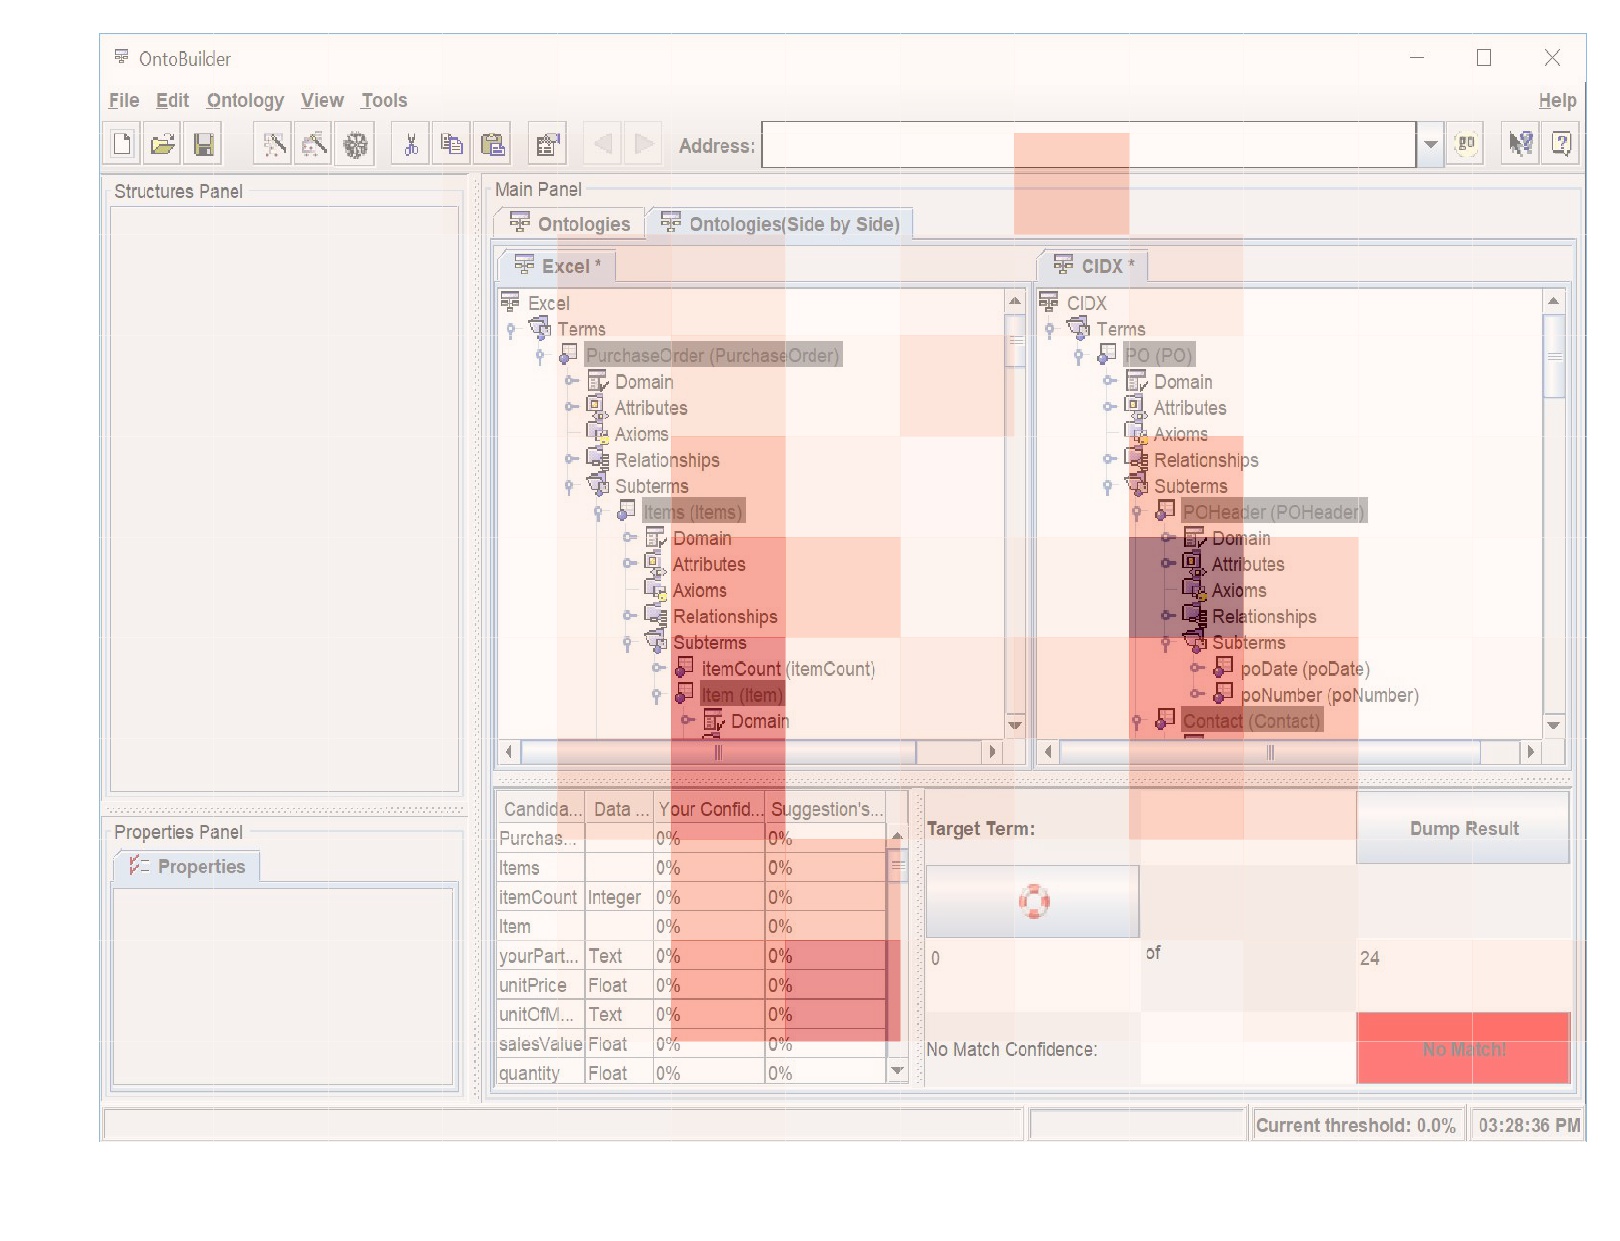 OntoBuilder
File Edit Ontology View Tools Help
Address: go
Structures Panel
Main Panel
Ontologies Ontologies(Side by Side)
Excel *
Excel
Terms
PurchaseOrder (PurchaseOrder)
Domain
Attributes
Axioms
Relationships
Subterms
Items (Items)
Domain
Attributes
Axioms
Relationships
Subterms
itemCount (itemCount)
Item (Item)
Domain
CIDX *
CIDX
Terms
PO (PO)
Domain
Attributes
Axioms
Relationships
Subterms
POHeader (POHeader)
Domain
Attributes
Axioms
Relationships
Subterms
poDate (poDate)
poNumber (poNumber)
Contact (Contact)
Properties Panel
Properties
Candida... Data ... Your Confid... Suggestion's...
Purchas... 0% 0%
Items 0% 0%
itemCount Integer 0% 0%
Item 0% 0%
yourPart... Text 0% 0%
unitPrice Float 0% 0%
unitOfM... Text 0% 0%
salesValue Float 0% 0%
quantity Float 0% 0%
Target Term: Dump Result
0 of 24
No Match Confidence: No Match!
Current threshold: 0.0% 03:28:36 PM